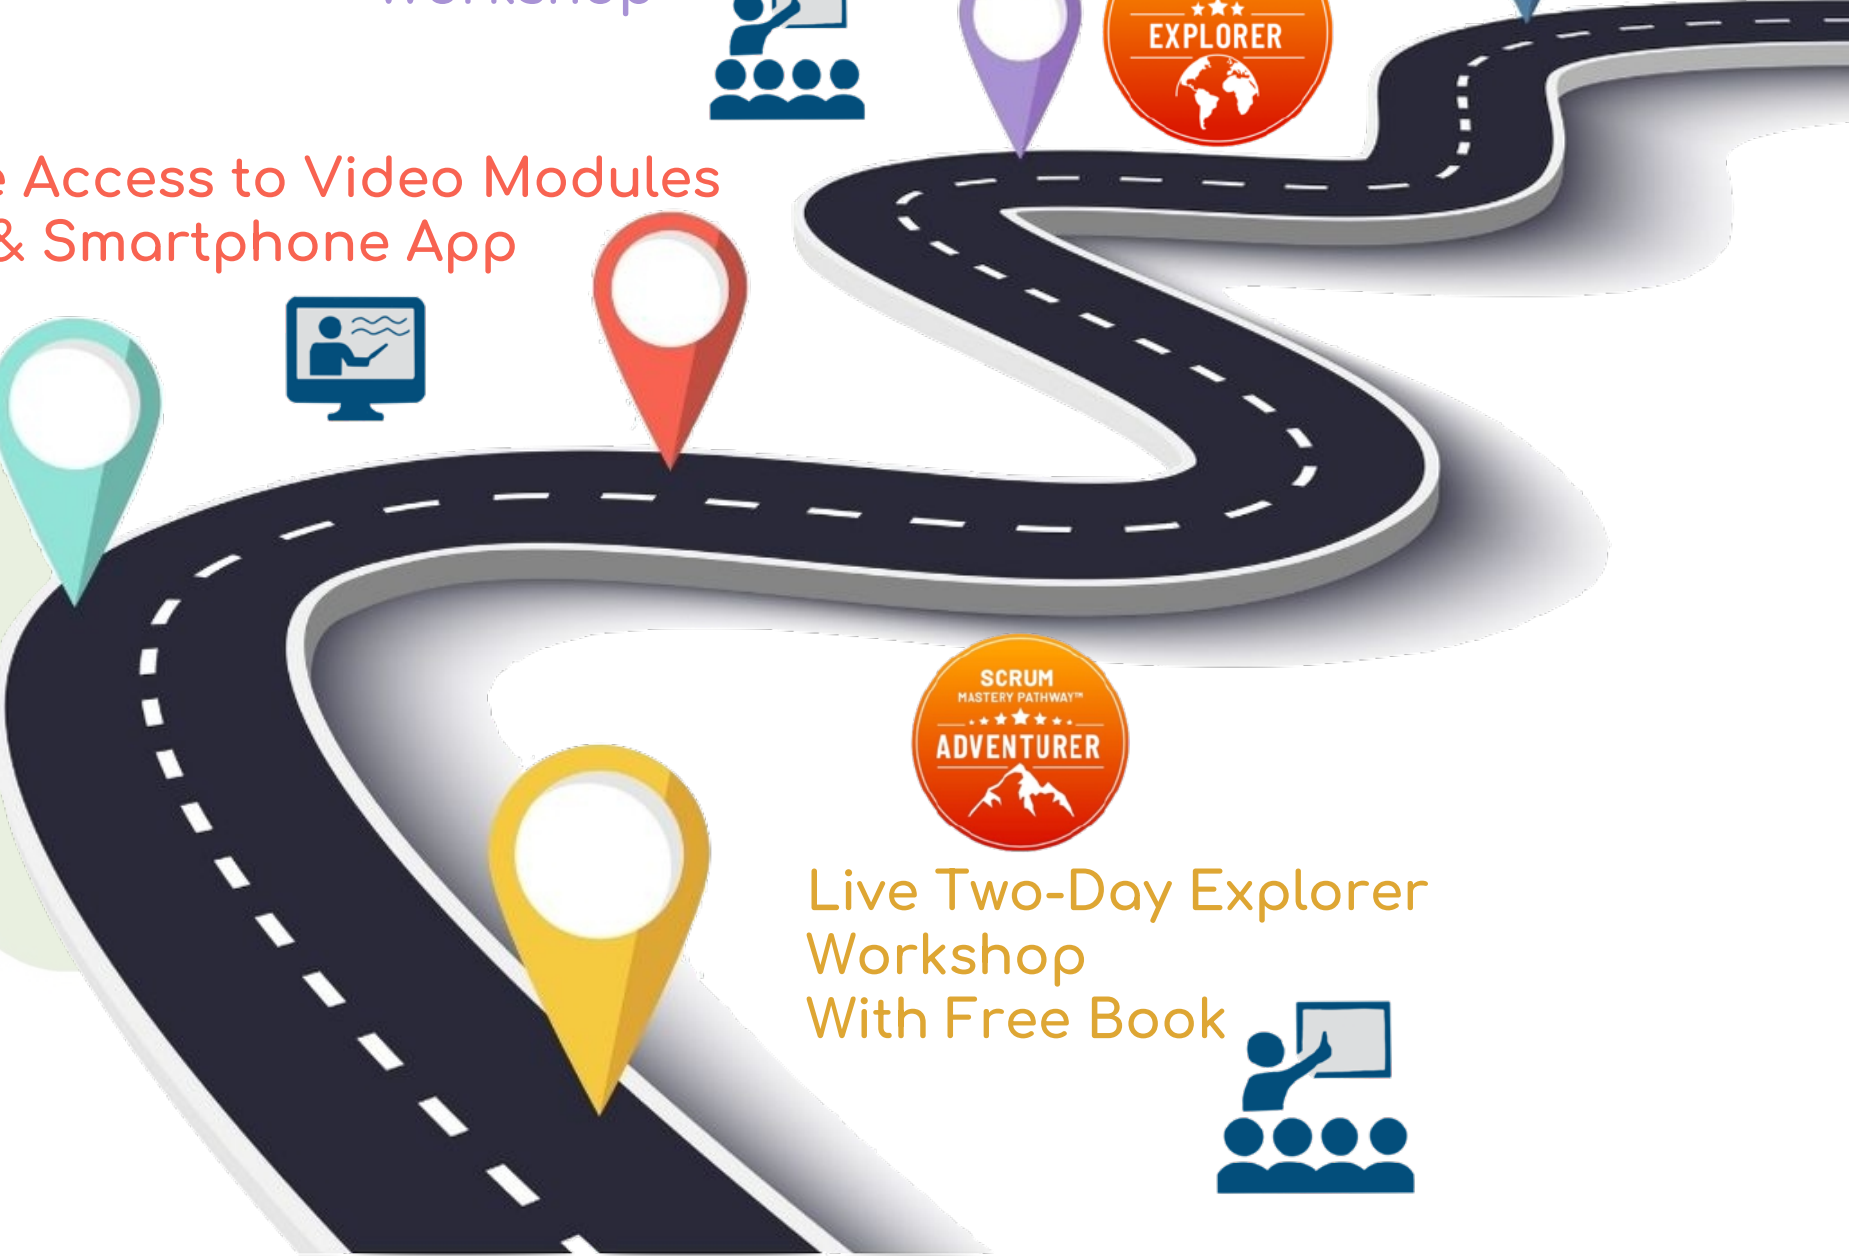 Workshop
EXPLORER
Access to Video Modules
& Smartphone App
SCRUM
MASTERY PATHWAY™
ADVENTURER
Live Two-Day Explorer
Workshop
With Free Book